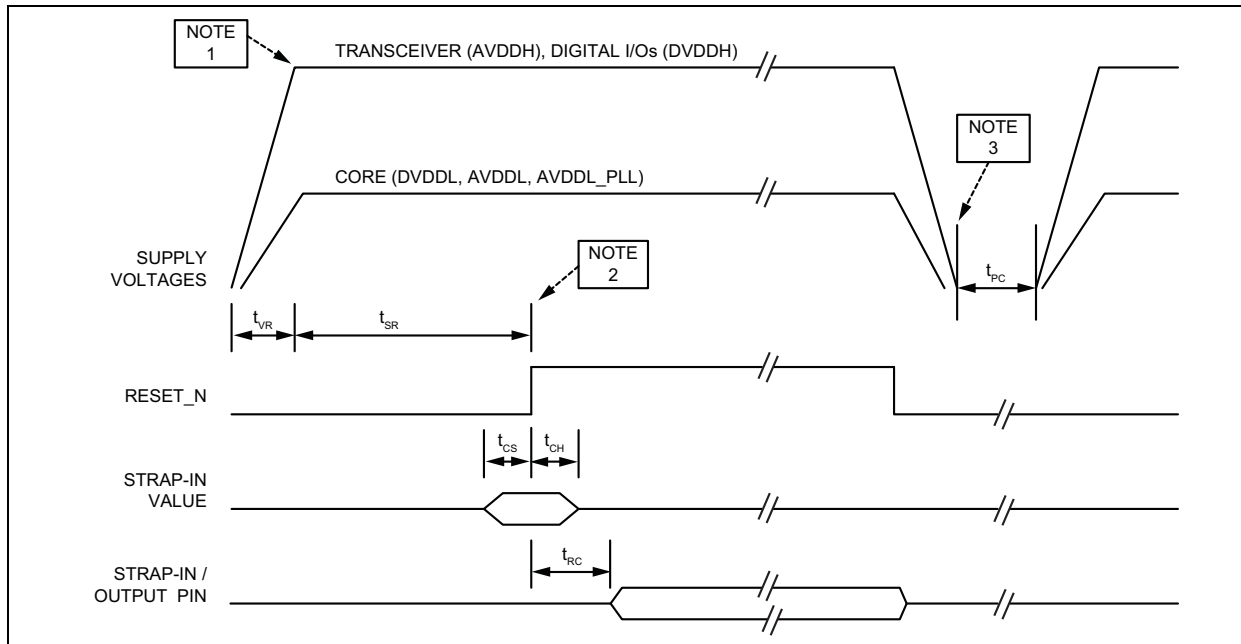 NOTE
1
TRANSCEIVER (AVDDH), DIGITAL I/Os (DVDDH)
NOTE
3
CORE (DVDDL, AVDDL, AVDDL_PLL)
SUPPLY
VOLTAGES
NOTE
2
tPC
tVR
tSR
RESET_N
tCS
tCH
STRAP-IN
VALUE
tRC
STRAP-IN /
OUTPUT PIN